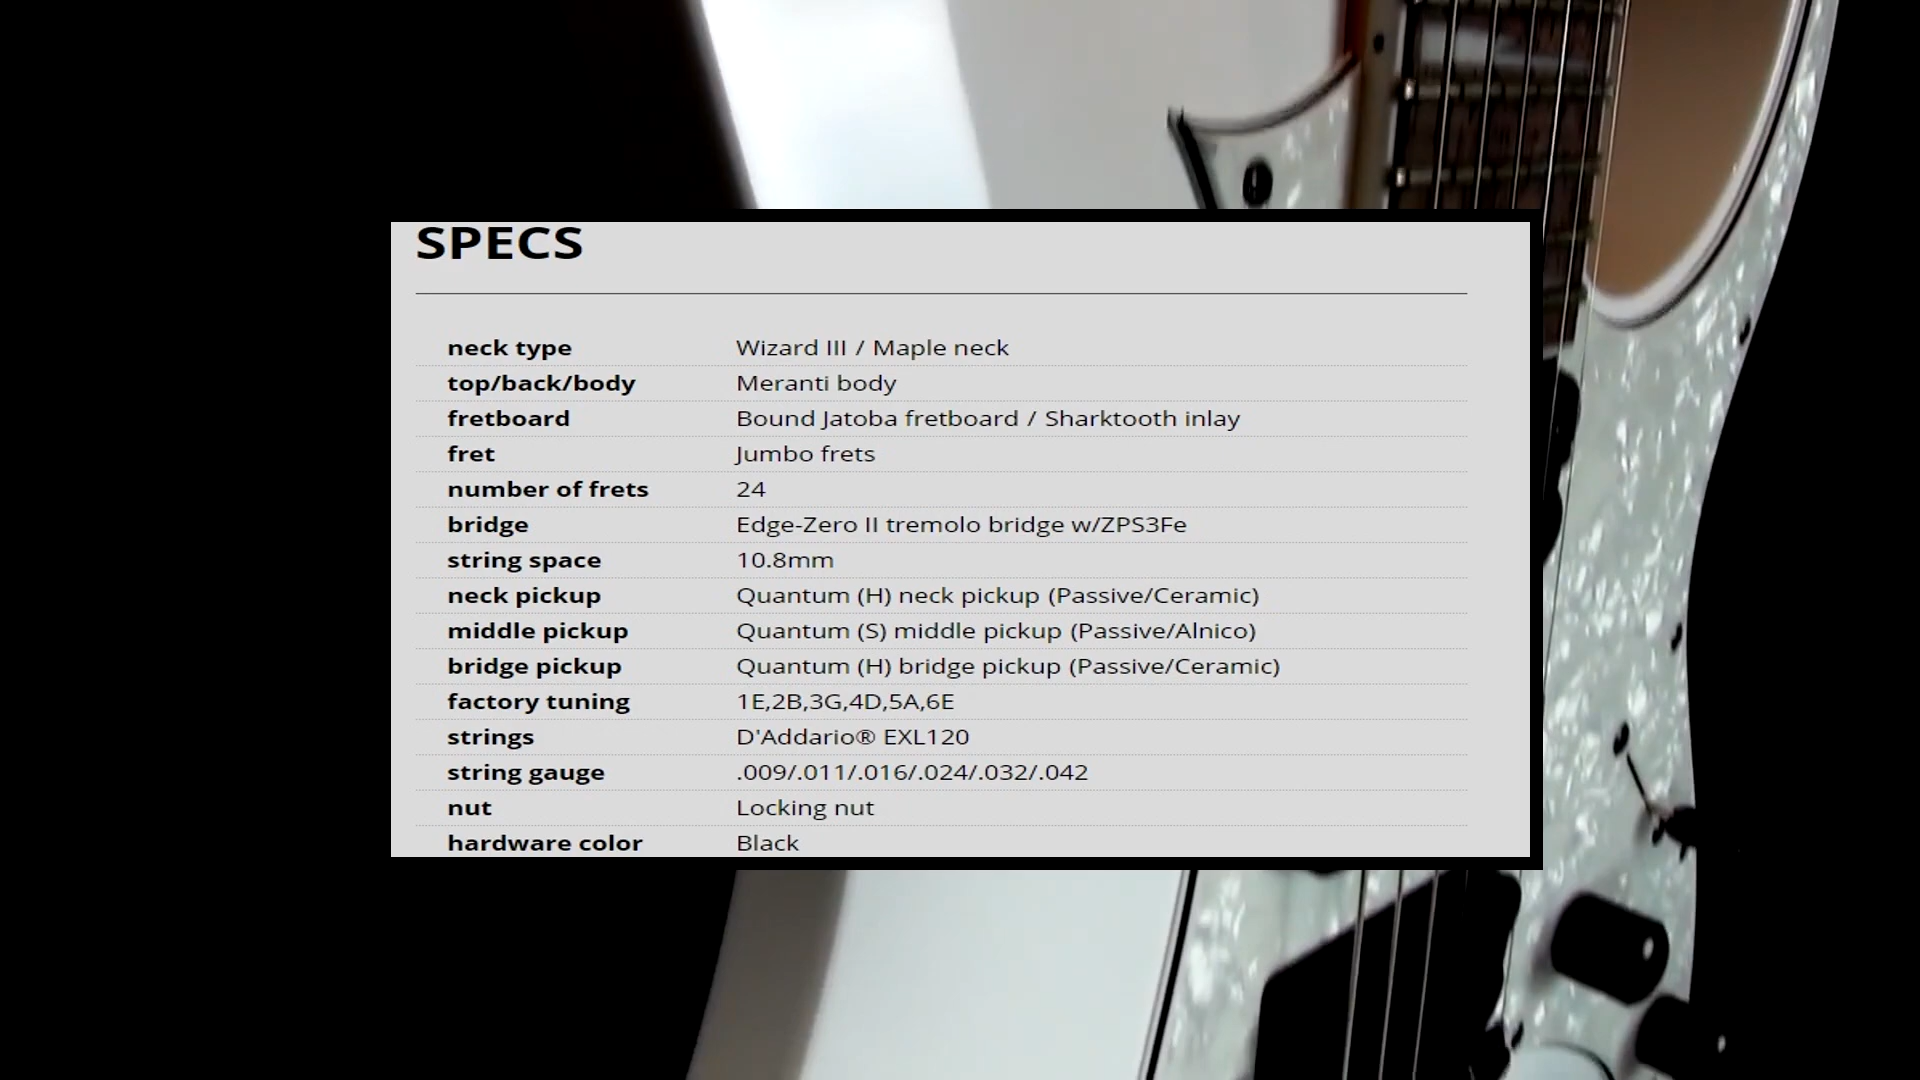 SPECS
neck type Wizard III / Maple neck
top/back/body Meranti body
fretboard Bound Jatoba fretboard / Sharktooth inlay
fret Jumbo frets
number of frets 24
bridge Edge-Zero II tremolo bridge w/ZPS3Fe
string space 10.8mm
neck pickup Quantum (H) neck pickup (Passive/Ceramic)
middle pickup Quantum (S) middle pickup (Passive/Alnico)
bridge pickup Quantum (H) bridge pickup (Passive/Ceramic)
factory tuning 1E,2B,3G,4D,5A,6E
strings D'Addario® EXL120
string gauge .009/.011/.016/.024/.032/.042
nut Locking nut
hardware color Black